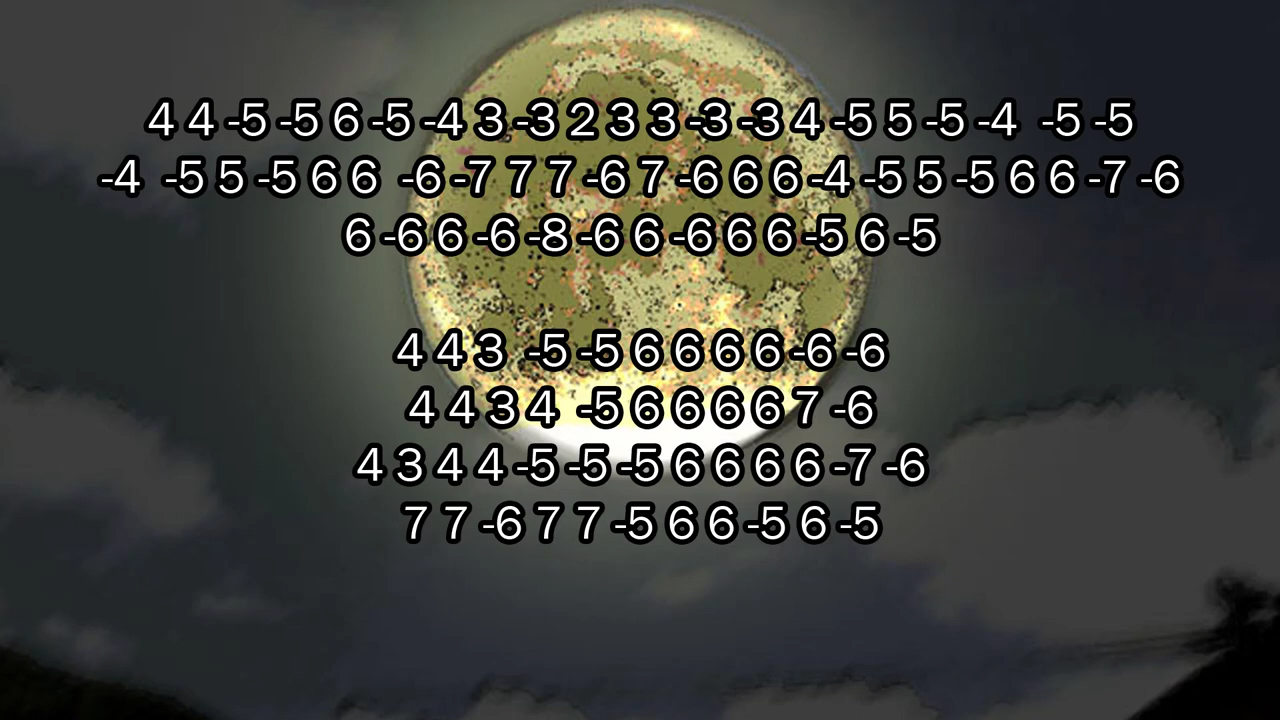 4 4 -5 -5 6 -5 -4 3 -3 2 3 3 -3 -3 4 -5 5 -5 -4 -5 -5
-4 -5 5 -5 6 6 -6 -7 7 7 -6 7 -6 6 6 -4 -5 5 -5 6 6 -7 -6
6 -6 6 -6 -8 -6 6 -6 6 6 -5 6 -5
4 4 3 -5 -5 6 6 6 6 -6 -6
4 4 3 4 -5 6 6 6 6 6 7 -6
4 3 4 4 -5 -5 -5 6 6 6 6 -7 -6
7 7 -6 7 7 -5 6 6 -5 6 -5